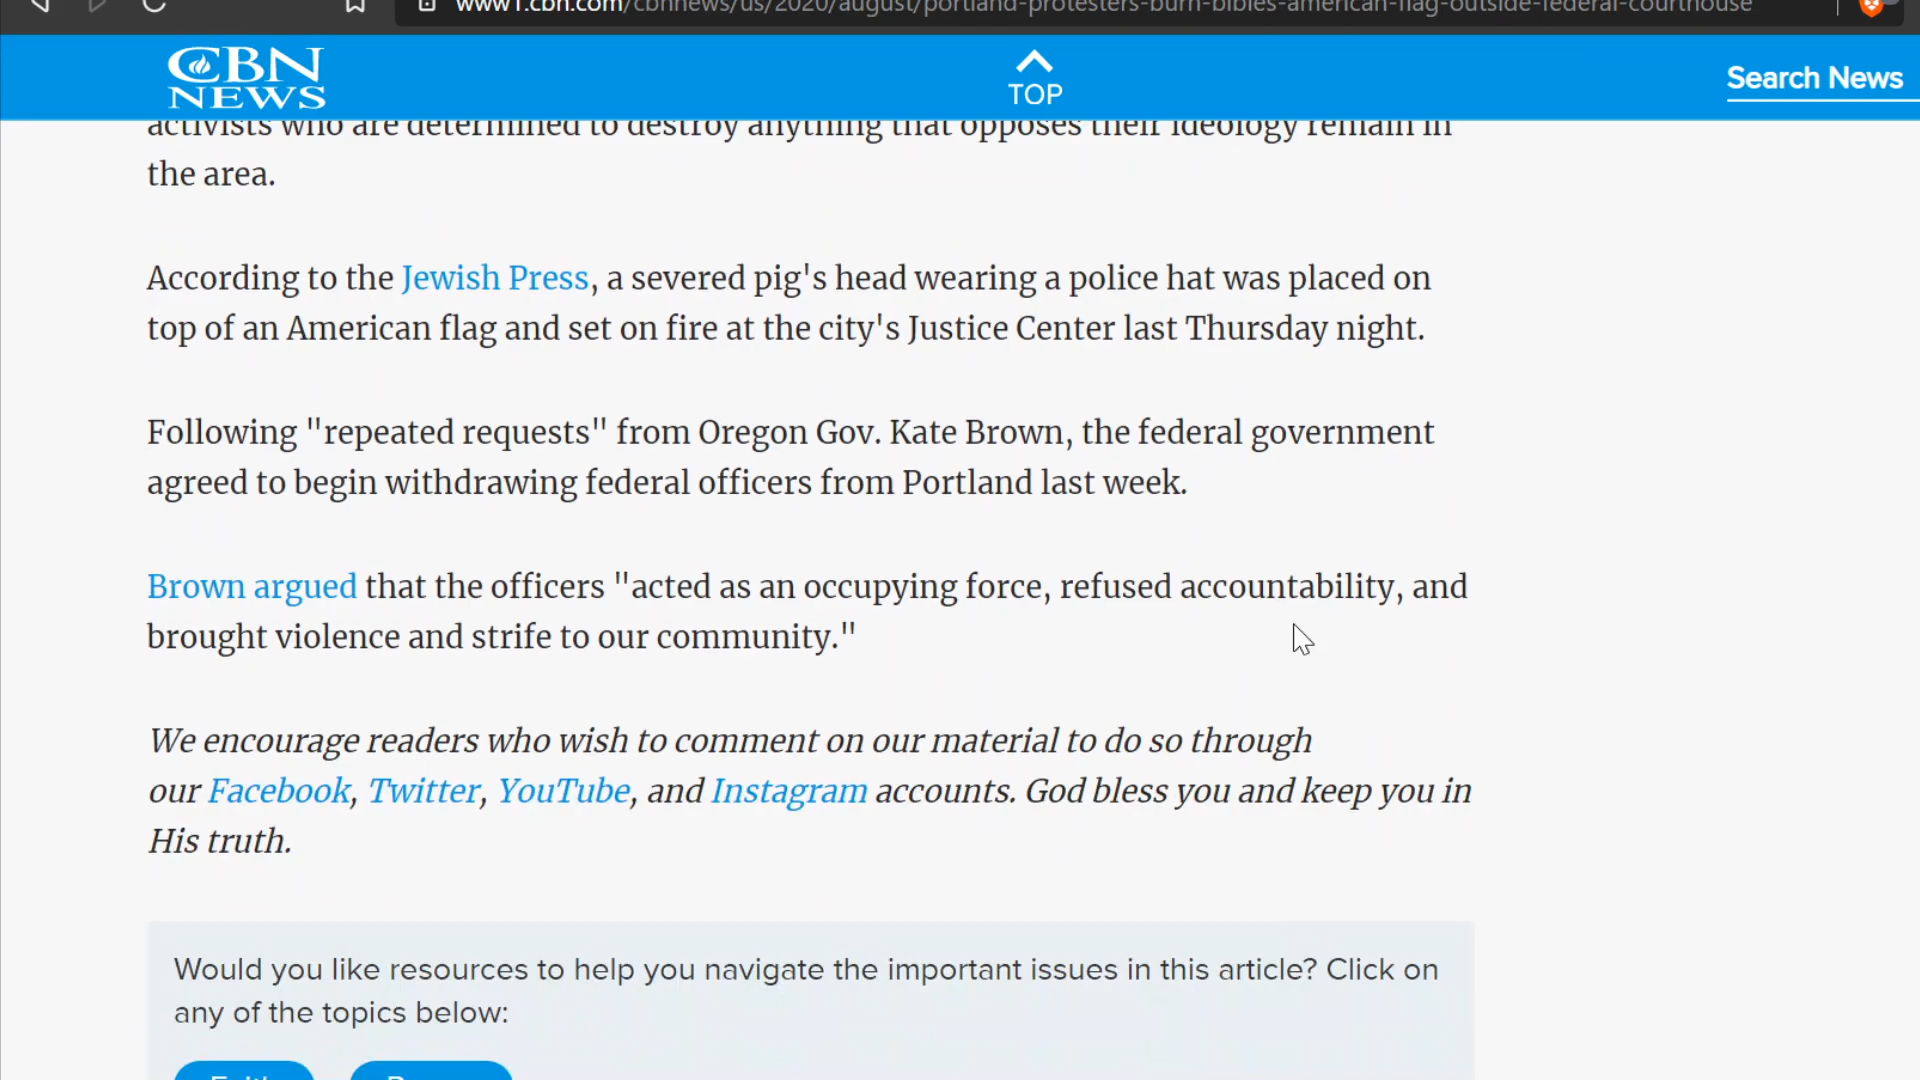 www1.cbn.com/cbnnews/us/2020/august/portland-protesters-burn-bibles-american-flag-outside-federal-courthouse
CBN
NEWS
TOP
Search News
activists who are determined to destroy anything that opposes their ideology remain in
the area.
According to the Jewish Press, a severed pig's head wearing a police hat was placed on
top of an American flag and set on fire at the city's Justice Center last Thursday night.
Following "repeated requests" from Oregon Gov. Kate Brown, the federal government
agreed to begin withdrawing federal officers from Portland last week.
Brown argued that the officers "acted as an occupying force, refused accountability, and
brought violence and strife to our community."
We encourage readers who wish to comment on our material to do so through
our Facebook, Twitter, YouTube, and Instagram accounts. God bless you and keep you in
His truth.
Would you like resources to help you navigate the important issues in this article? Click on
any of the topics below: